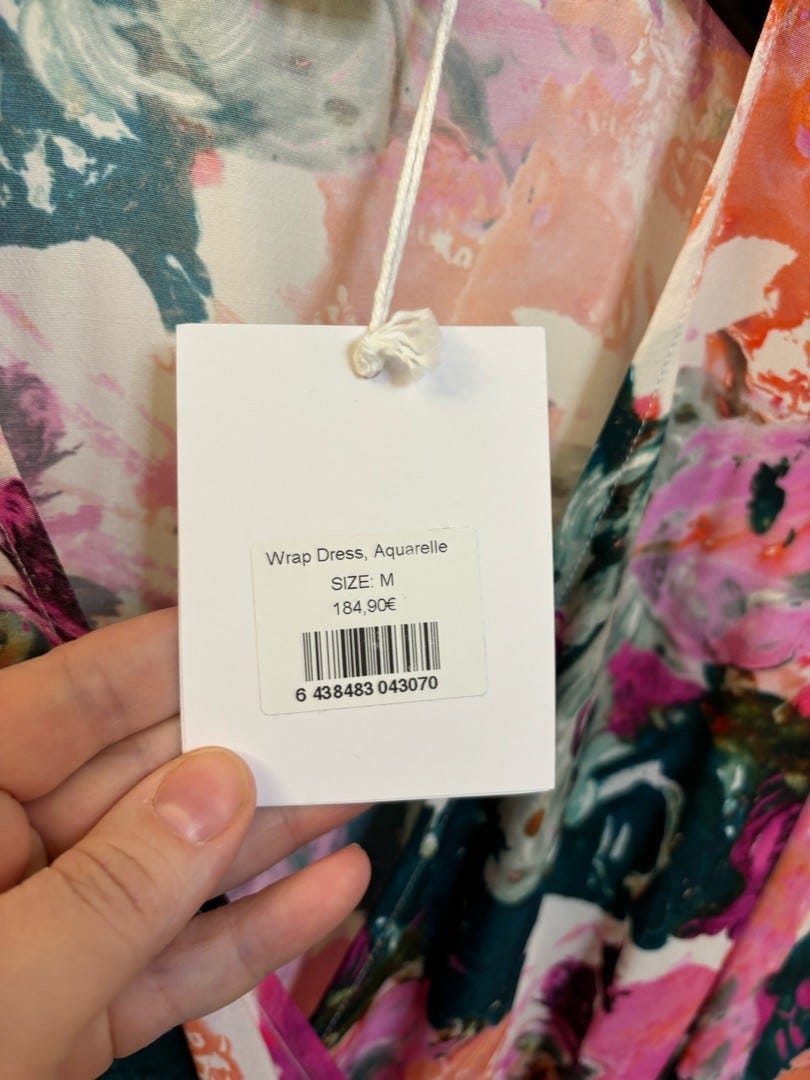 Wrap Dress, Aquarelle
SIZE: M
184,90€
6 438483 043070